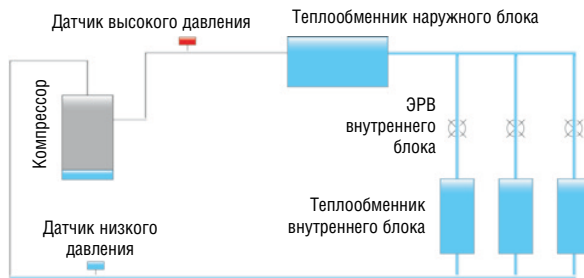 Датчик высокого давления
Теплообменник наружного блока
Компрессор
ЭРВ
внутреннего
блока
Теплообменник
внутреннего блока
Датчик низкого
давления